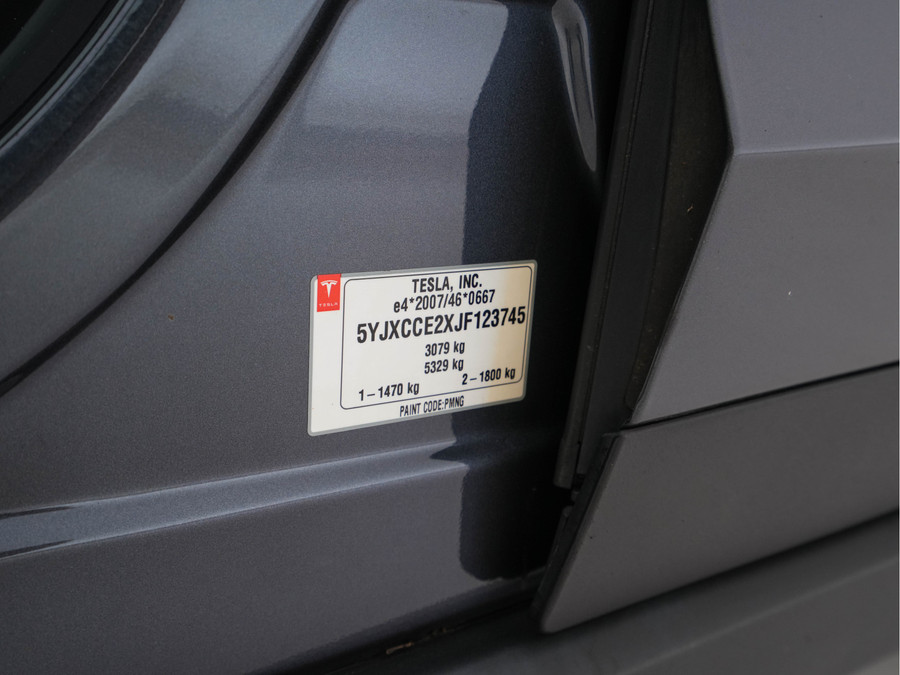 TESLA
TESLA, INC.
e4*2007/46*0667
5YJXCCE2XJF123745
3079 kg
5329 kg
1–1470 kg 2–1800 kg
PAINT CODE:PMNG